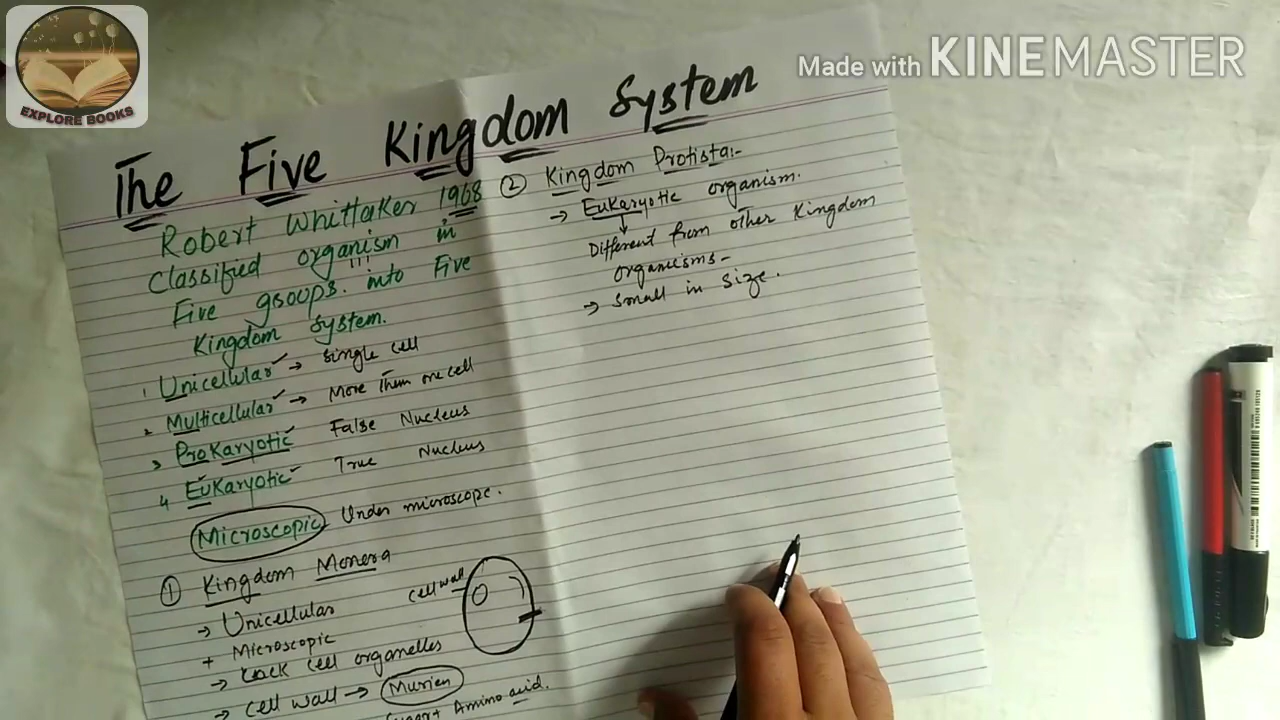 EXPLORE BOOKS
Made with KINEMASTER
The Five Kingdom System
Robert Whittaker 1968
Classified organism in
Five gsoups. into Five
Kingdom System.
1 Unicellular → Single cell
2 Multicellular → More Them one cell
3 Prokaryotic False Nucleus
4 Eukaryotic True Nucleus
Microscopic Under microscope.
① Kingdom Monera
→ Unicellular
+ Microscopic
→ Lack cell organelles
→ Cell wall → Murien
Amino acid.
cell wall
② Kingdom Protista:-
→ Eukaryotic organism.
Different from other Kingdom
organisms-
→ Small in Size.